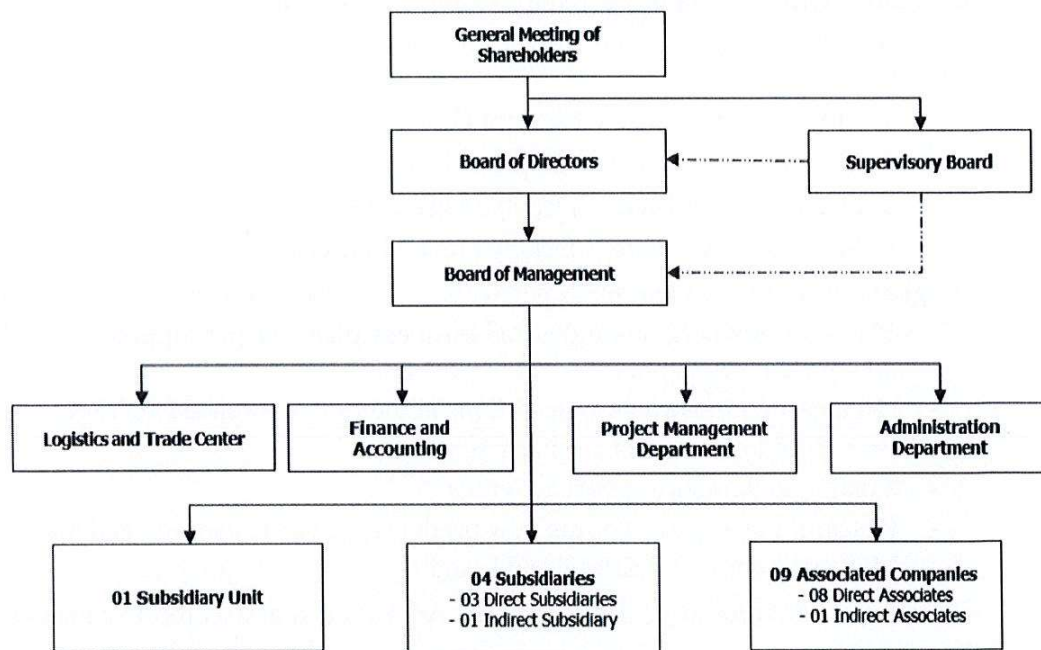 General Meeting of
Shareholders
Board of Directors
Supervisory Board
Board of Management
Logistics and Trade Center
Finance and
Accounting
Project Management
Department
Administration
Department
01 Subsidiary Unit
04 Subsidiaries
- 03 Direct Subsidiaries
- 01 Indirect Subsidiary
09 Associated Companies
- 08 Direct Associates
- 01 Indirect Associates